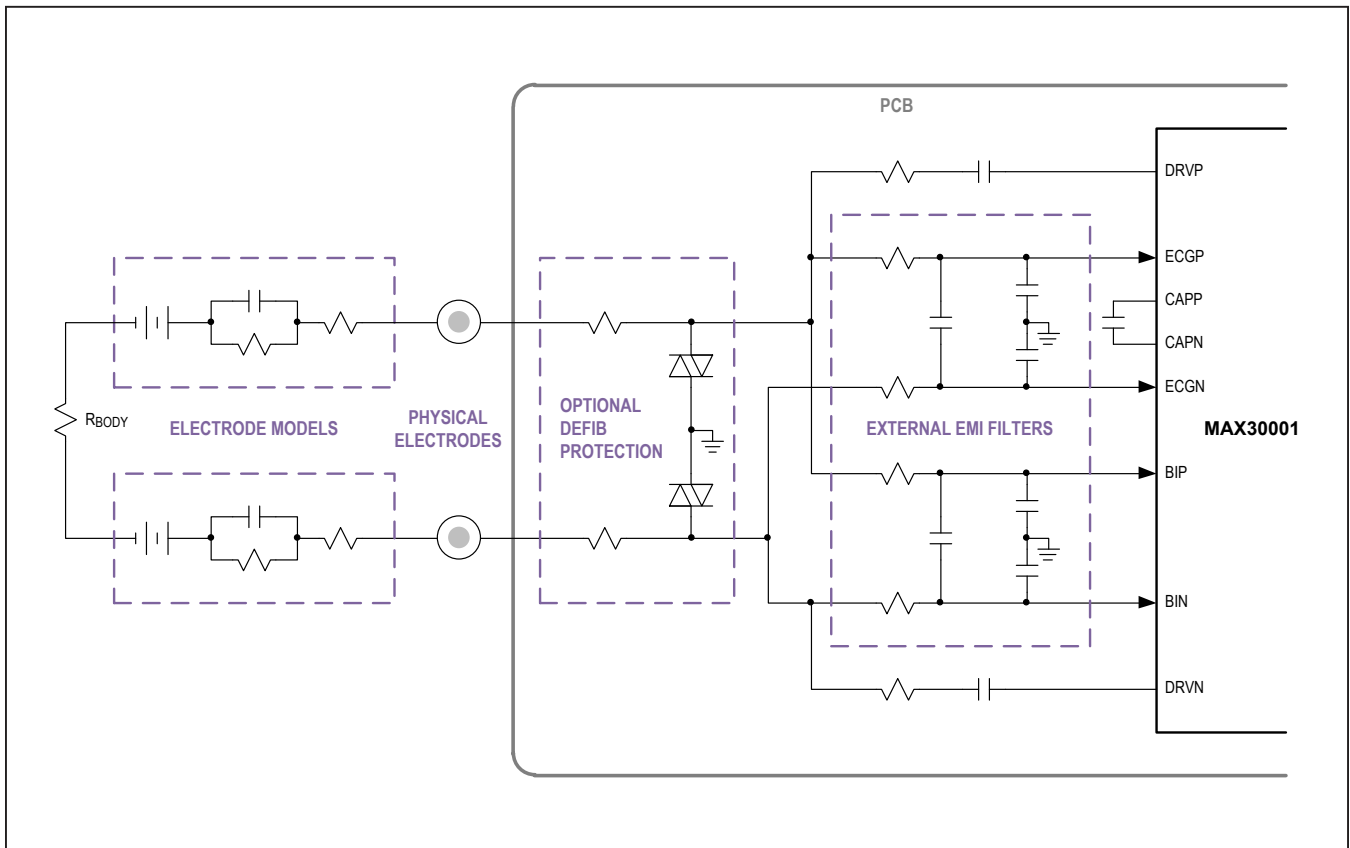 PCB
DRVP
ECGP
CAPP
CAPN
ECGN
MAX30001
BIP
BIN
DRVN
RBODY
ELECTRODE MODELS
PHYSICAL
ELECTRODES
OPTIONAL
DEFIB
PROTECTION
EXTERNAL EMI FILTERS